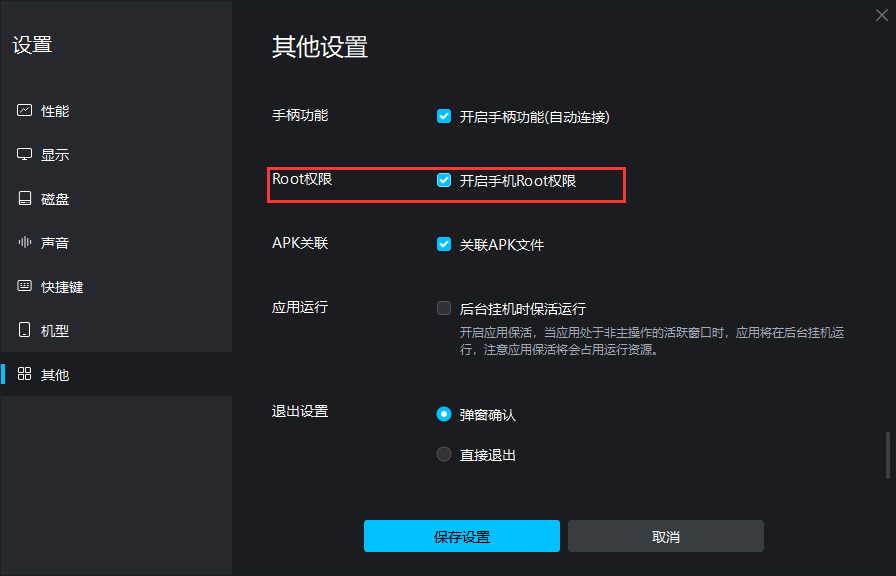 设置
性能
显示
磁盘
声音
快捷键
机型
其他
其他设置
手柄功能 开启手柄功能(自动连接)
Root权限 开启手机Root权限
APK关联 关联APK文件
应用运行 后台挂机时保活运行
开启应用保活，当应用处于非主操作的活跃窗口时，应用将在后台挂机运
行，注意应用保活将会占用运行资源。
退出设置 弹窗确认
直接退出
保存设置 取消